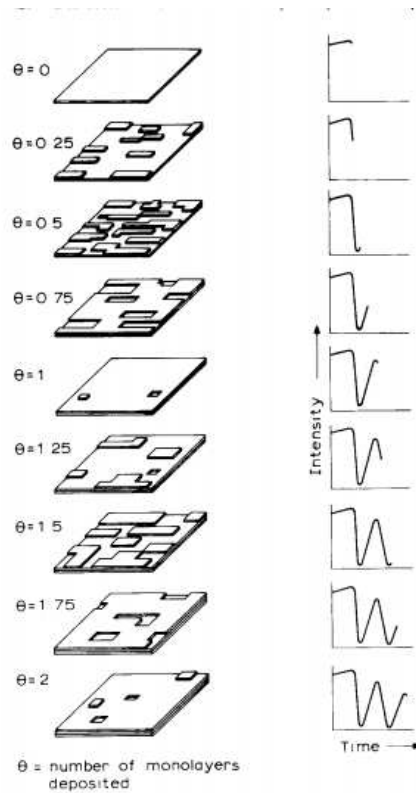 θ=0
θ=0 25
θ=0 5
θ=0 75
θ=1
θ=1 25
θ=1 5
θ=1 75
θ=2
Intensity
Time
θ = number of monolayers
deposited